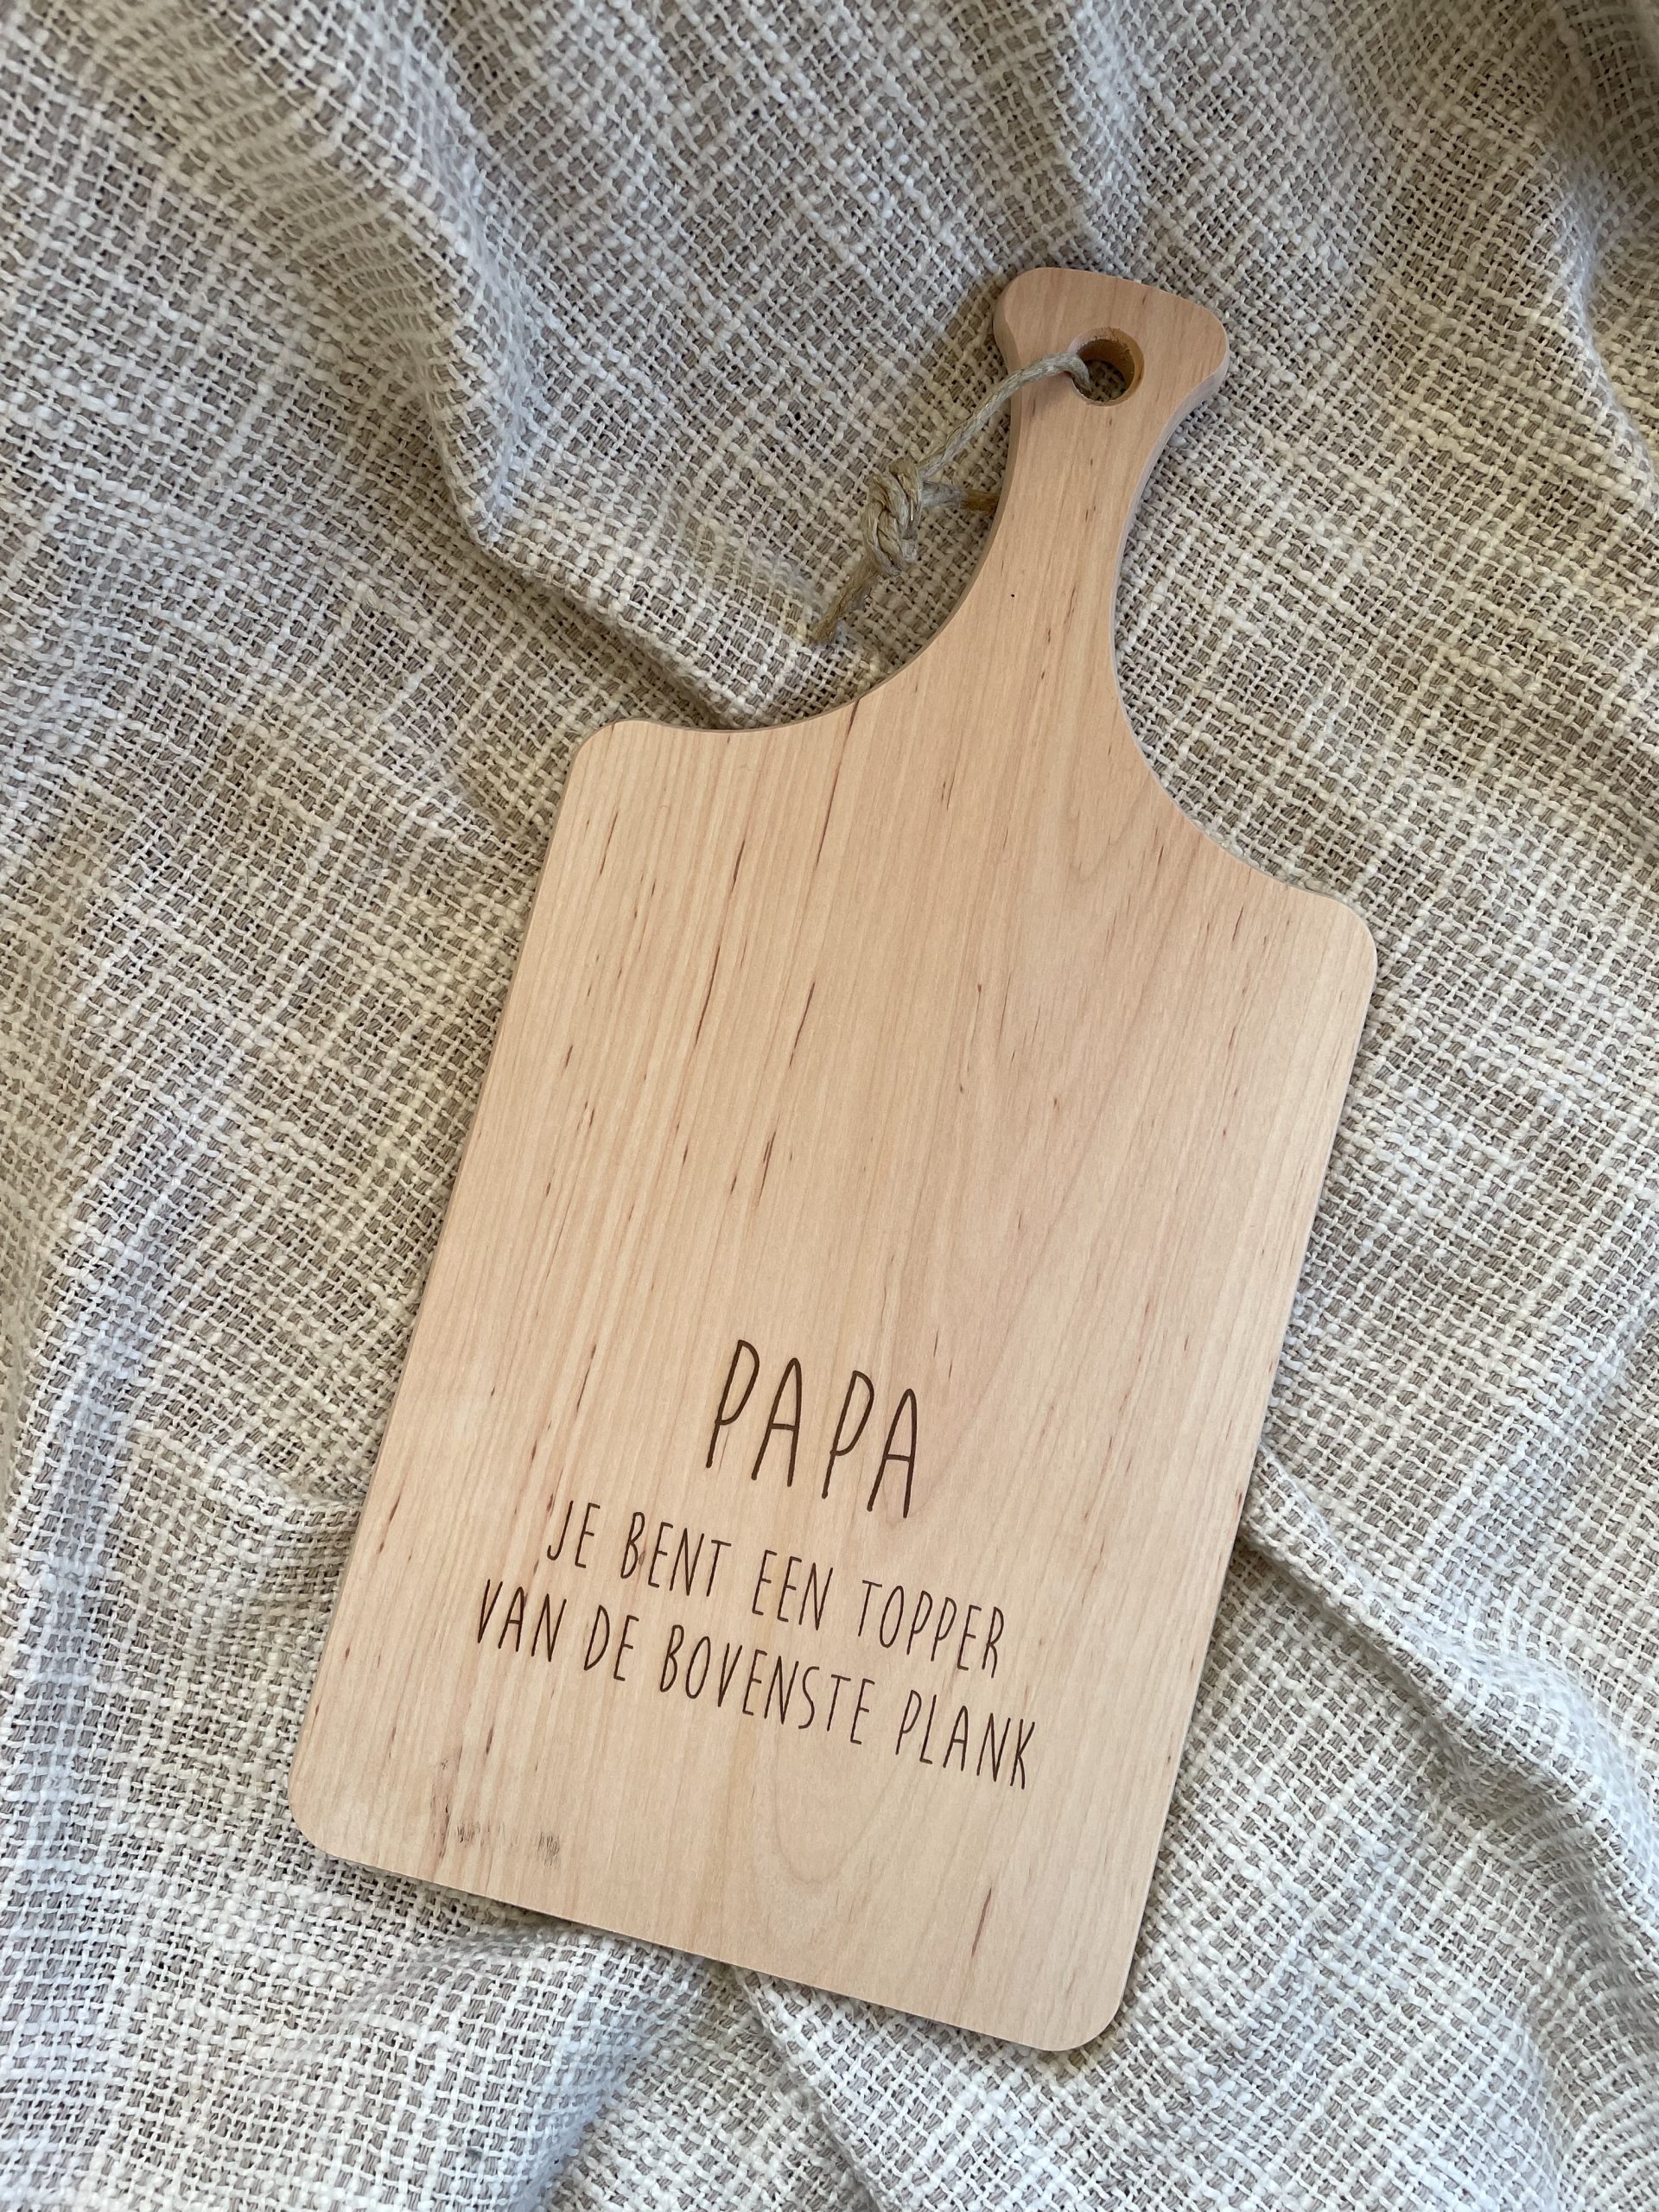 PAPA
JE BENT EEN TOPPER
VAN DE BOVENSTE PLANK